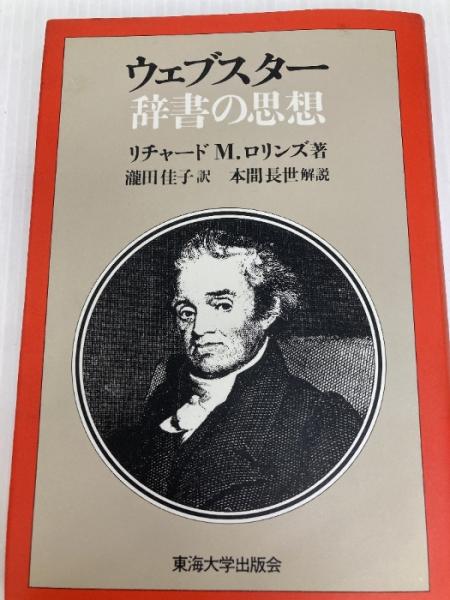 ウェブスター
辞書の思想
リチャードM.ロリンズ著
瀧田佳子訳 本間長世解説
東海大学出版会